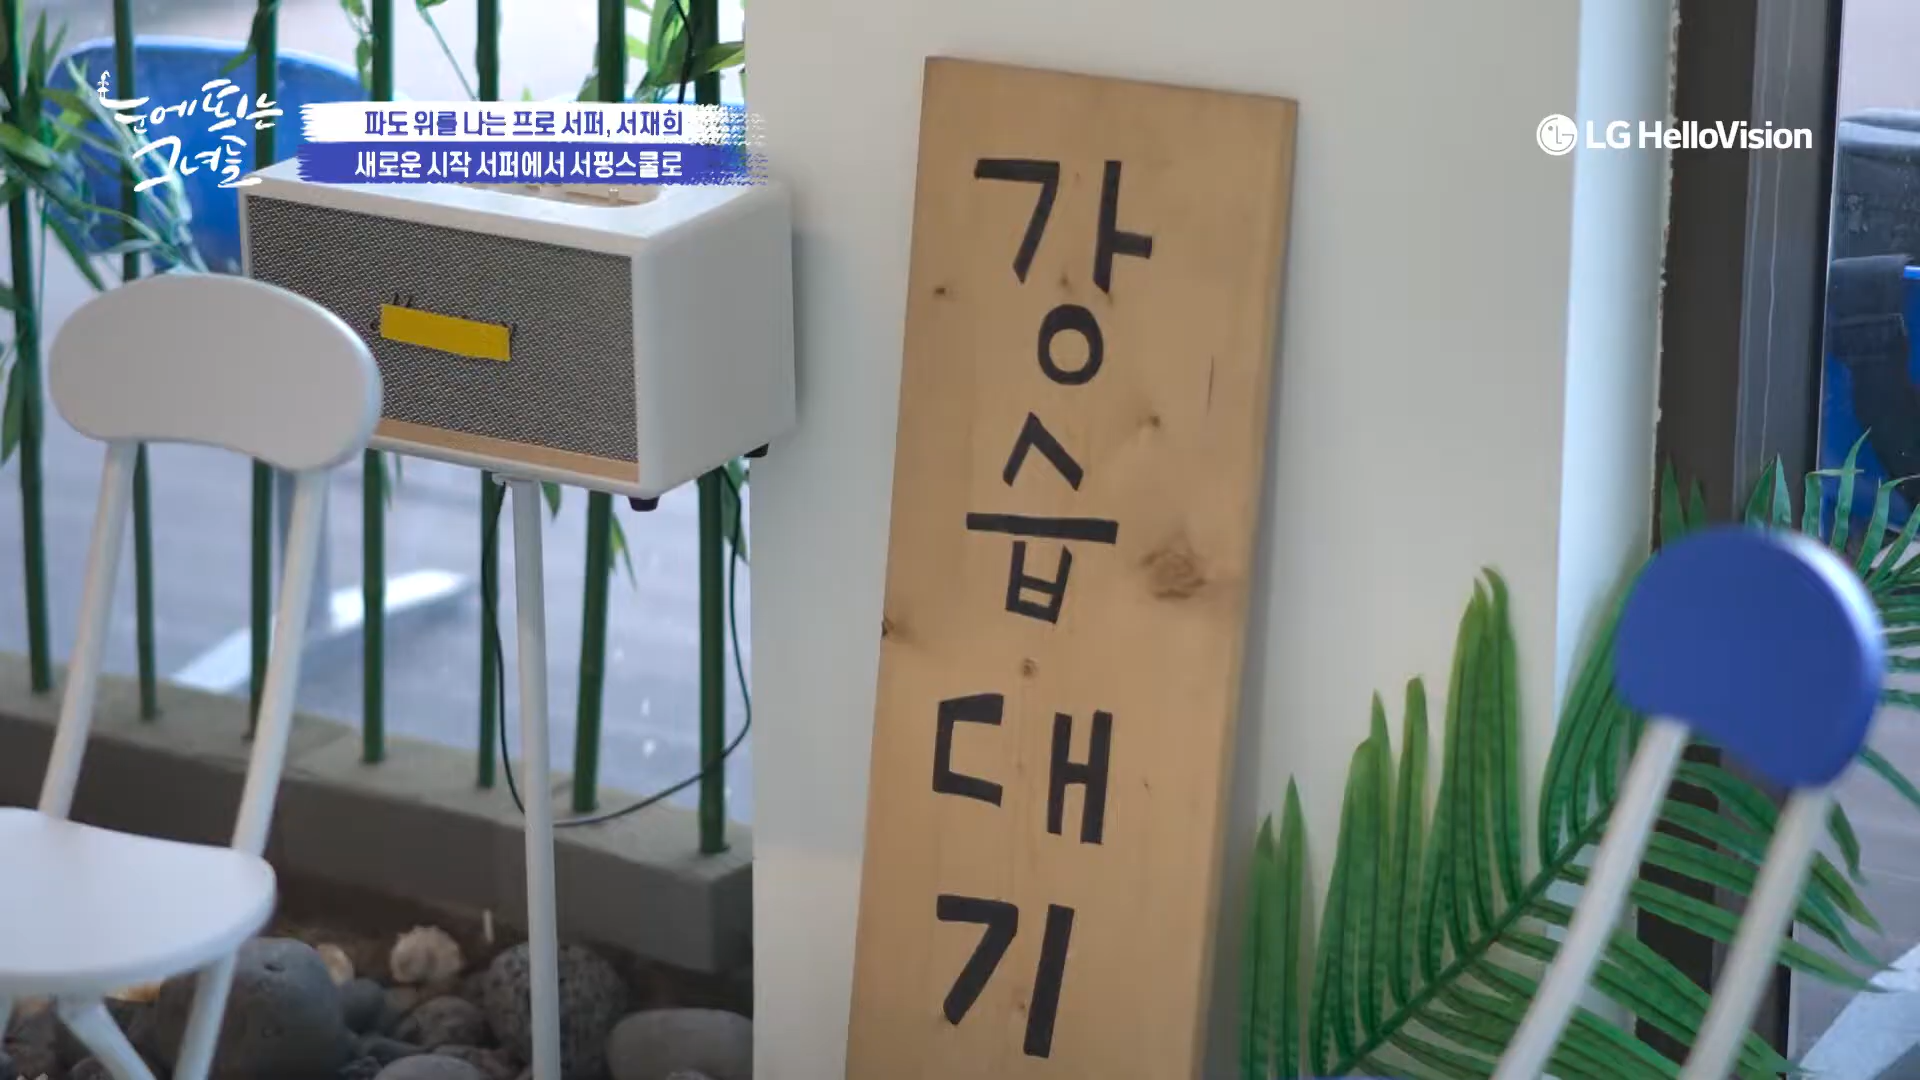 눈에 띄는
그녀들
파도 위를 나는 프로 서퍼, 서재희
새로운 시작 서퍼에서 서핑스쿨로
LG HelloVision
강습대기